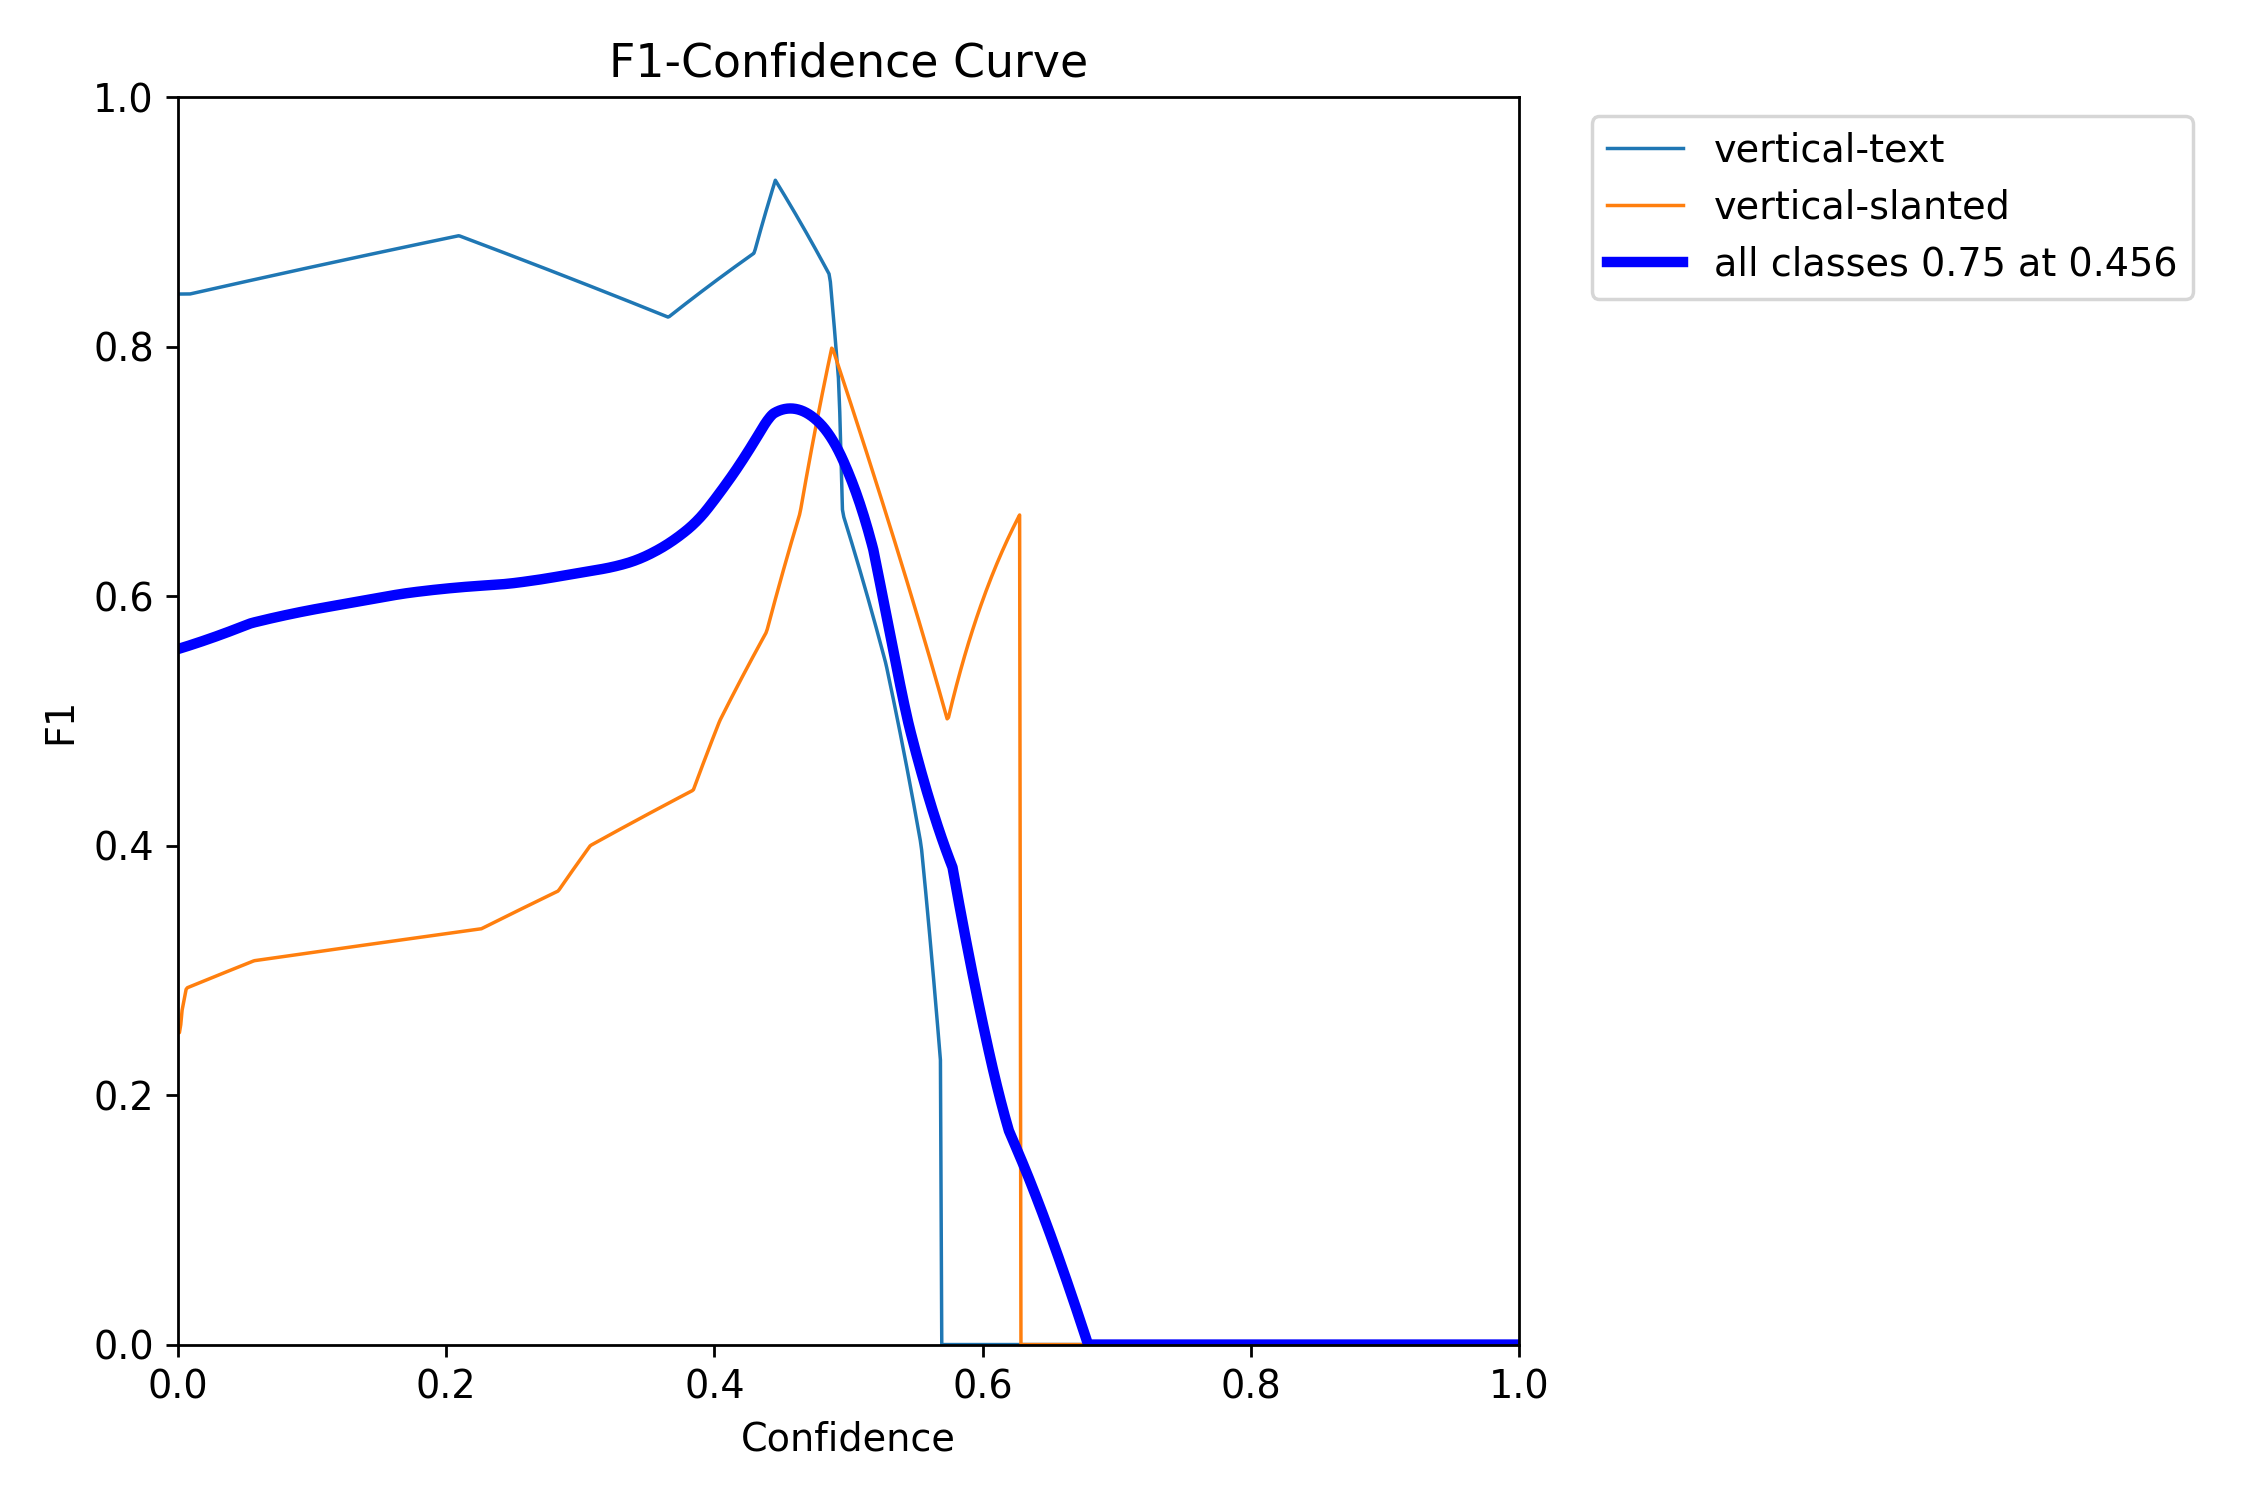 F1-Confidence Curve
1.0
0.8
0.6
0.4
0.2
0.0
F1
0.0 0.2 0.4 0.6 0.8 1.0
Confidence
vertical-text
vertical-slanted
all classes 0.75 at 0.456